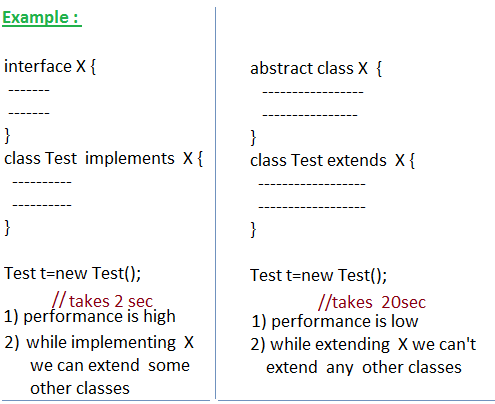 Example :
interface X {
-------
-------
}
class Test  implements  X {
----------
----------
}
Test t=new Test();
// takes 2 sec
1) performance is high
2) while implementing  X
we can extend  some
other classes
abstract class X  {
-----------------
----------------
}
class Test extends  X {
------------------
------------------
}
Test t=new Test();
//takes  20sec
1) performance is low
2) while extending  X we can't
extend  any  other classes